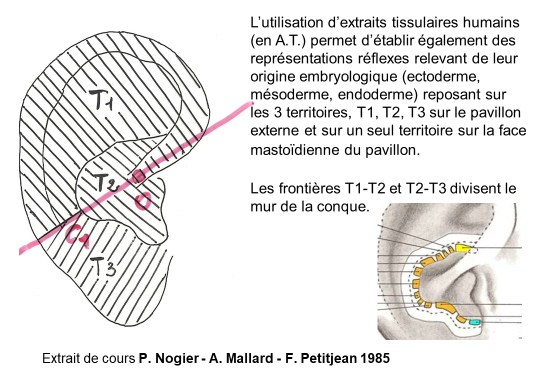 L'utilisation d'extraits tissulaires humains
(en A.T.) permet d'établir également des
représentations réflexes relevant de leur
origine embryologique (ectoderme,
mésoderme, endoderme) reposant sur
les 3 territoires, T1, T2, T3 sur le pavillon
externe et sur un seul territoire sur la face
mastoïdienne du pavillon.
Les frontières T1-T2 et T2-T3 divisent le
mur de la conque.
T1
T2
O
C1
T3
Extrait de cours P. Nogier - A. Mallard - F. Petitjean 1985